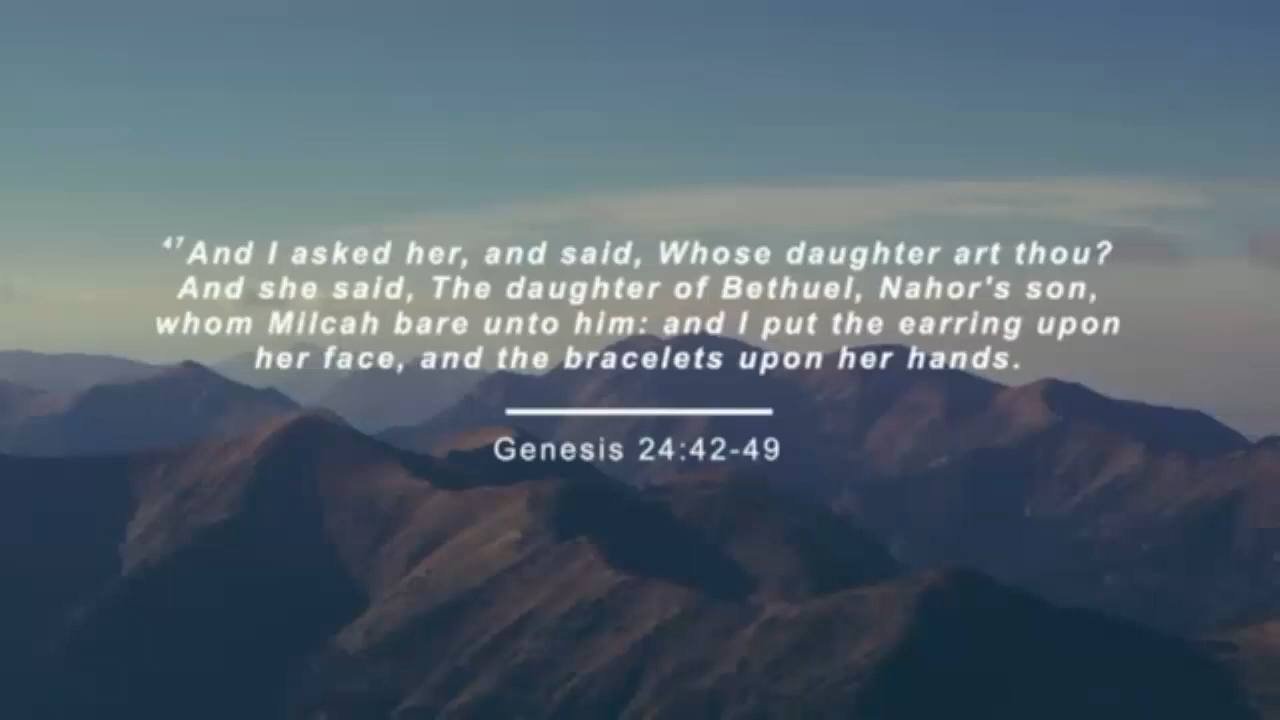 ⁴⁷And I asked her, and said, Whose daughter art thou?
And she said, The daughter of Bethuel, Nahor's son,
whom Milcah bare unto him: and I put the earring upon
her face, and the bracelets upon her hands.
Genesis 24:42-49